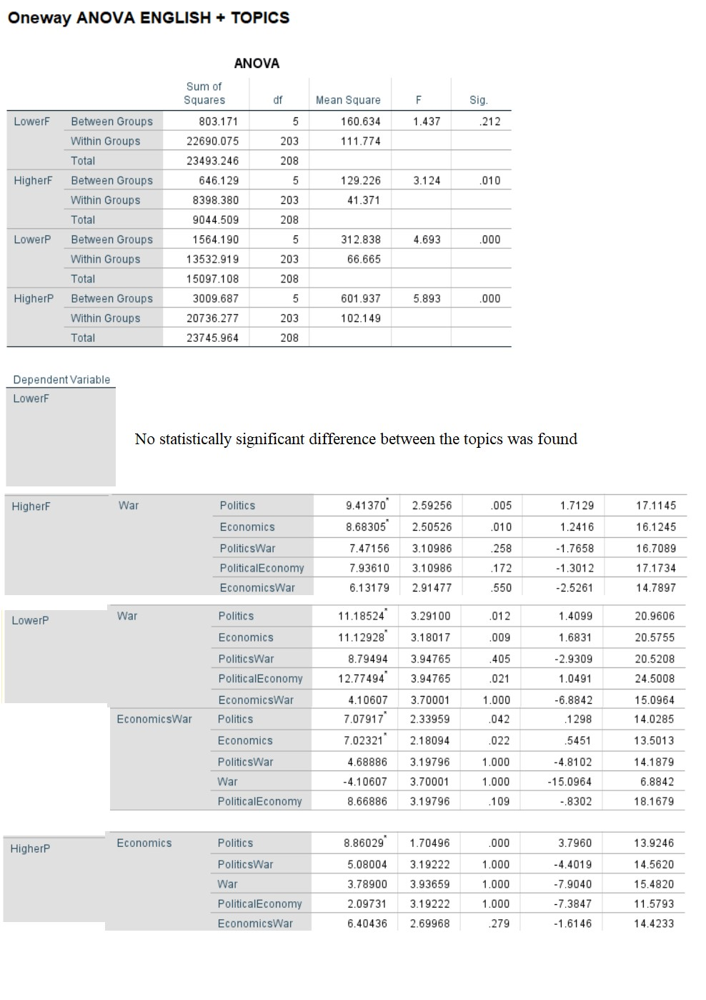 Oneway ANOVA ENGLISH + TOPICS
ANOVA
Sum of Squares df Mean Square F Sig.
LowerF Between Groups 803.171 5 160.634 1.437 .212
Within Groups 22690.075 203 111.774
Total 23493.246 208
HigherF Between Groups 646.129 5 129.226 3.124 .010
Within Groups 8398.380 203 41.371
Total 9044.509 208
LowerP Between Groups 1564.190 5 312.838 4.693 .000
Within Groups 13532.919 203 66.665
Total 15097.108 208
HigherP Between Groups 3009.687 5 601.937 5.893 .000
Within Groups 20736.277 203 102.149
Total 23745.964 208
Dependent Variable
LowerF
No statistically significant difference between the topics was found
HigherF War Politics 9.41370* 2.59256 .005 1.7129 17.1145
Economics 8.68305* 2.50526 .010 1.2416 16.1245
PoliticsWar 7.47156 3.10986 .258 -1.7658 16.7089
PoliticalEconomy 7.93610 3.10986 .172 -1.3012 17.1734
EconomicsWar 6.13179 2.91477 .550 -2.5261 14.7897
LowerP War Politics 11.18524* 3.29100 .012 1.4099 20.9606
Economics 11.12928* 3.18017 .009 1.6831 20.5755
PoliticsWar 8.79494 3.94765 .405 -2.9309 20.5208
PoliticalEconomy 12.77494* 3.94765 .021 1.0491 24.5008
EconomicsWar 4.10607 3.70001 1.000 -6.8842 15.0964
EconomicsWar Politics 7.07917* 2.33959 .042 .1298 14.0285
Economics 7.02321* 2.18094 .022 .5451 13.5013
PoliticsWar 4.68886 3.19796 1.000 -4.8102 14.1879
War -4.10607 3.70001 1.000 -15.0964 6.8842
PoliticalEconomy 8.66886 3.19796 .109 -.8302 18.1679
HigherP Economics Politics 8.86029* 1.70496 .000 3.7960 13.9246
PoliticsWar 5.08004 3.19222 1.000 -4.4019 14.5620
War 3.78900 3.93659 1.000 -7.9040 15.4820
PoliticalEconomy 2.09731 3.19222 1.000 -7.3847 11.5793
EconomicsWar 6.40436 2.69968 .279 -1.6146 14.4233